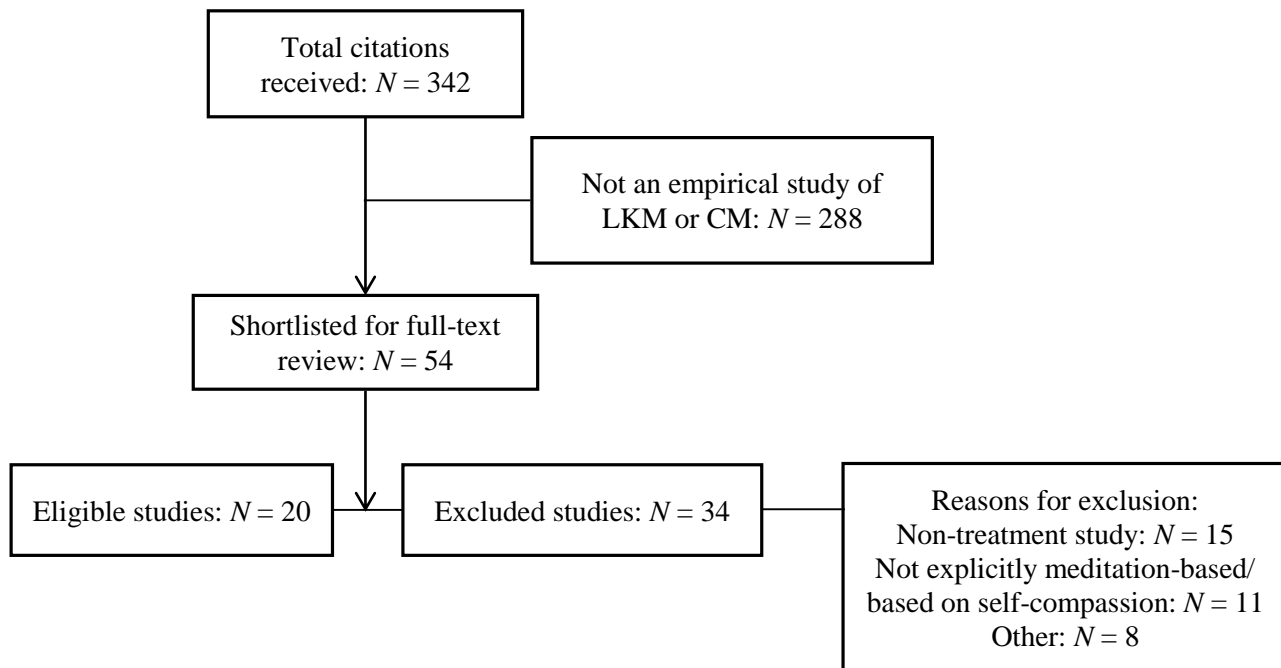 Total citations
received: N = 342
Not an empirical study of
LKM or CM: N = 288
Shortlisted for full-text
review: N = 54
Eligible studies: N = 20
Excluded studies: N = 34
Reasons for exclusion:
Non-treatment study: N = 15
Not explicitly meditation-based/
based on self-compassion: N = 11
Other: N = 8